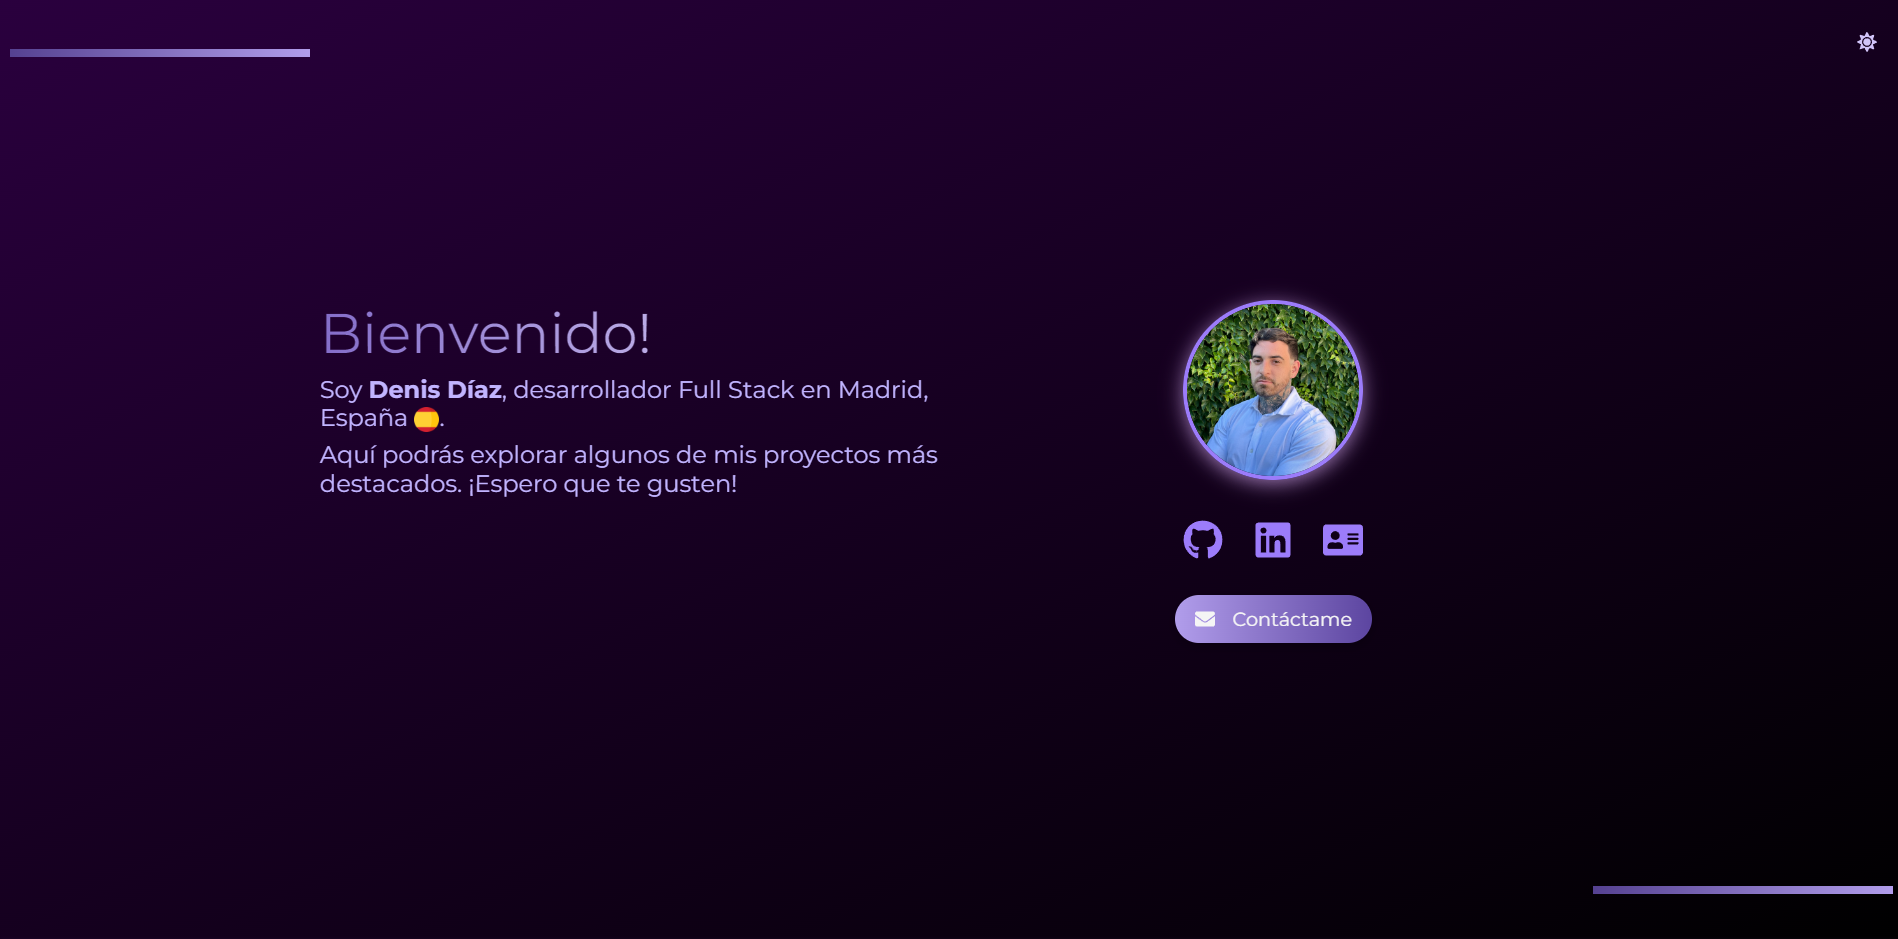 Bienvenido!
Soy Denis Díaz, desarrollador Full Stack en Madrid,
España 🇪🇸.
Aquí podrás explorar algunos de mis proyectos más
destacados. ¡Espero que te gusten!
in
Contáctame